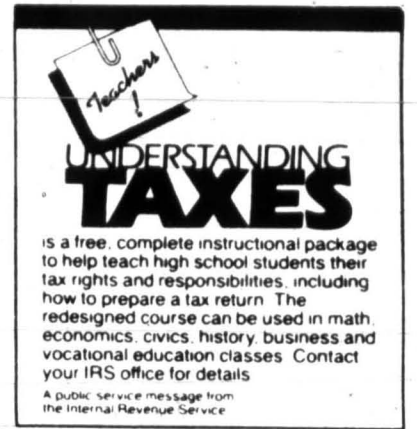 Teachers
!
UNDERSTANDING
TAXES
is a free, complete instructional package
to help teach high school students their
tax rights and responsibilities, including
how to prepare a tax return. The
redesigned course can be used in math,
economics, civics, history, business and
vocational education classes. Contact
your IRS office for details
A public service message from
the Internal Revenue Service